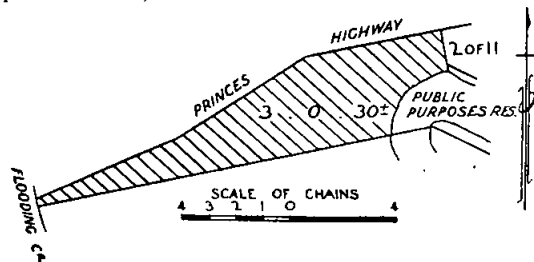 HIGHWAY
PRINCES
2 OF 11
3 . 0 . 30±
PUBLIC
PURPOSES RES.
FLOODING CK
SCALE OF CHAINS
4 3 2 1 0 4